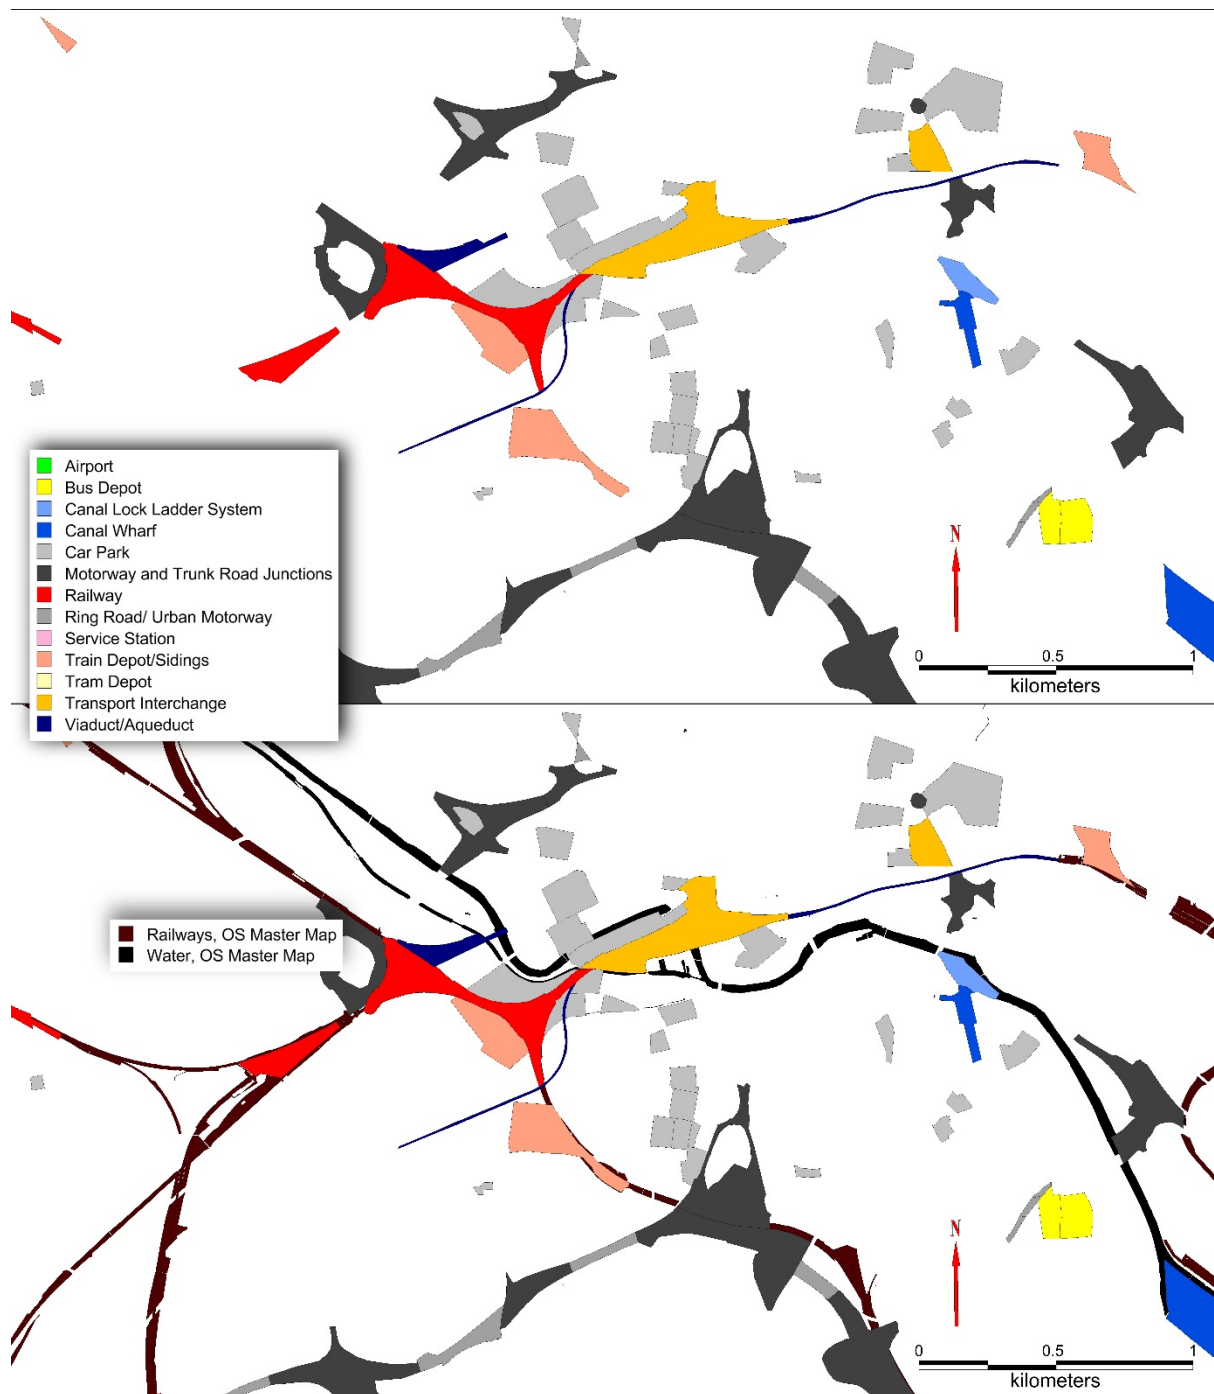 Airport
Bus Depot
Canal Lock Ladder System
Canal Wharf
Car Park
Motorway and Trunk Road Junctions
Railway
Ring Road/ Urban Motorway
Service Station
Train Depot/Sidings
Tram Depot
Transport Interchange
Viaduct/Aqueduct
N
0 0.5 1
kilometers
Railways, OS Master Map
Water, OS Master Map
N
0 0.5 1
kilometers